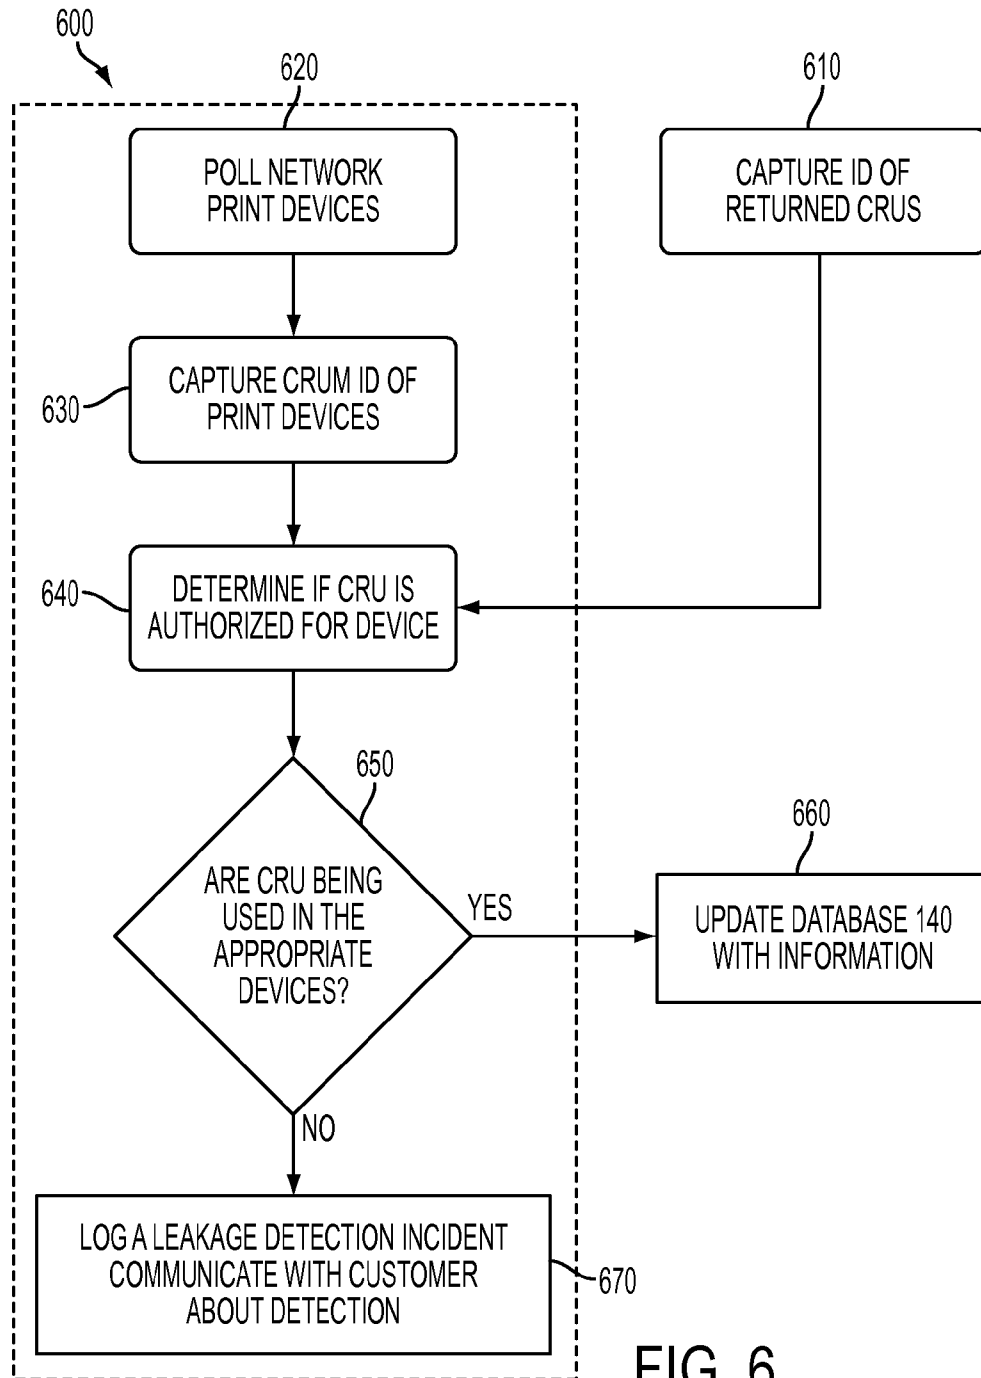 600
620
610
POLL NETWORK
PRINT DEVICES
CAPTURE ID OF
RETURNED CRUS
630
CAPTURE CRUM ID OF
PRINT DEVICES
640
DETERMINE IF CRU IS
AUTHORIZED FOR DEVICE
650
ARE CRU BEING
USED IN THE
APPROPRIATE
DEVICES?
YES
660
UPDATE DATABASE 140
WITH INFORMATION
NO
LOG A LEAKAGE DETECTION INCIDENT
COMMUNICATE WITH CUSTOMER
ABOUT DETECTION
670
FIG. 6